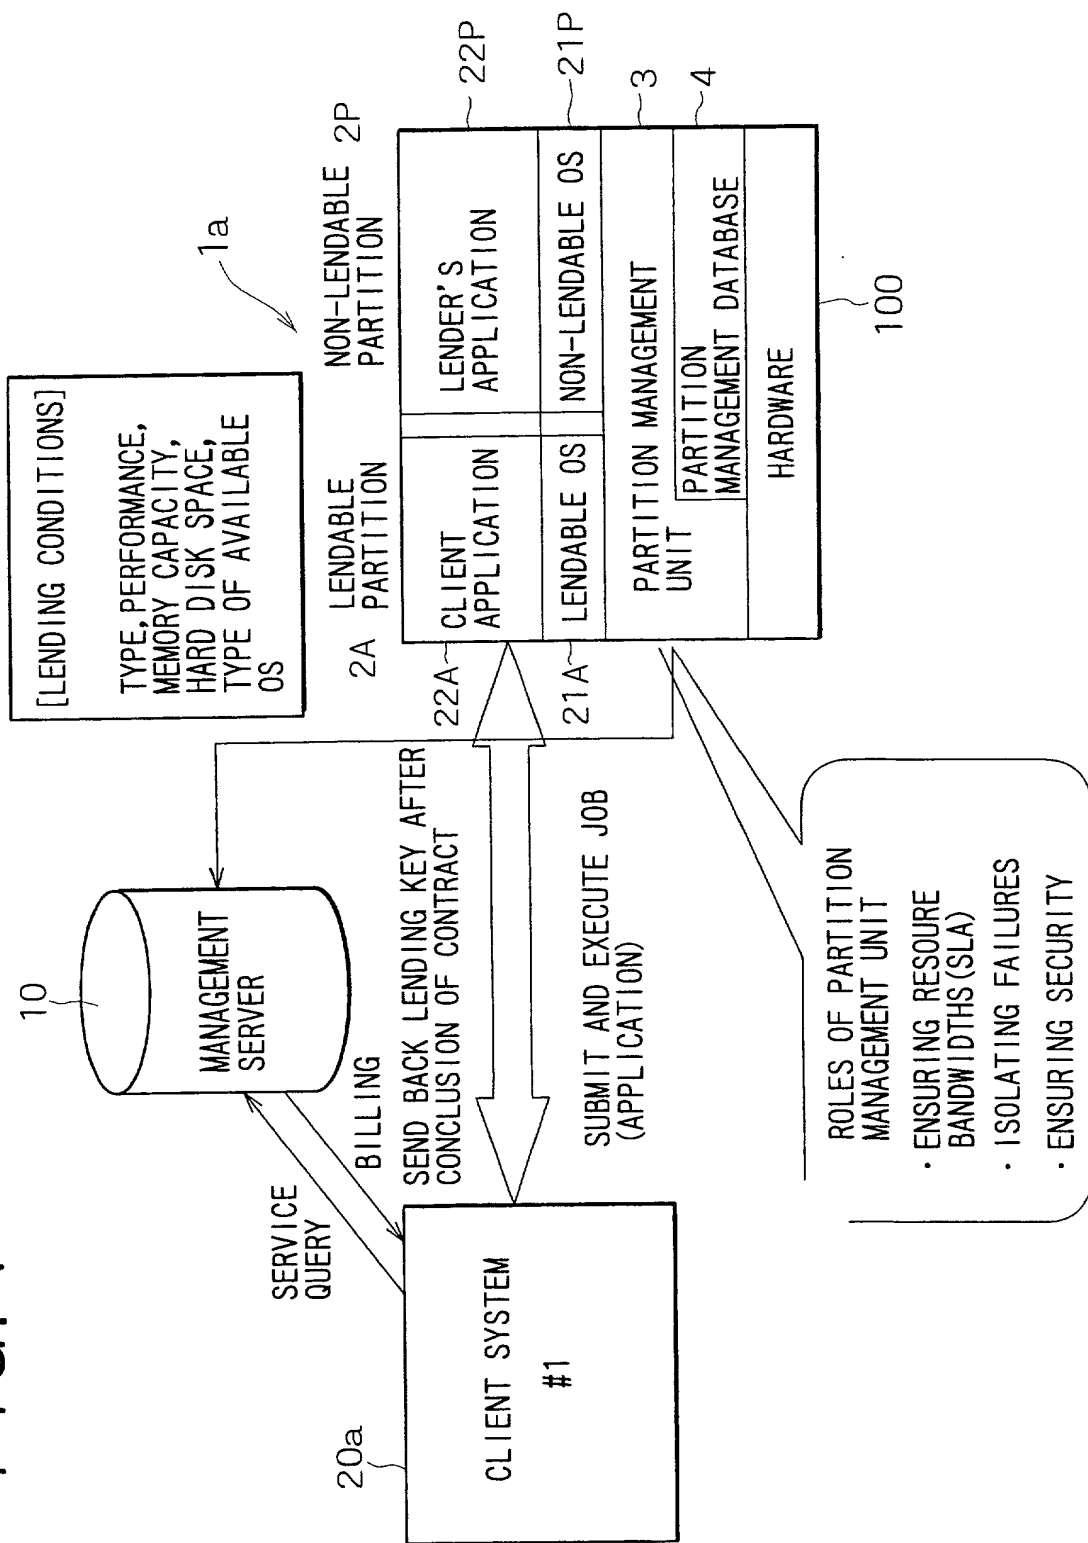 [LENDING CONDITIONS]
TYPE,PERFORMANCE,
MEMORY CAPACITY,
HARD DISK SPACE,
TYPE OF AVAILABLE
OS
10
MANAGEMENT
SERVER
1a
SERVICE
QUERY
BILLING
SEND BACK LENDING KEY AFTER
CONCLUSION OF CONTRACT
2A
LENDABLE
PARTITION
NON-LENDABLE
PARTITION
2P
20a
CLIENT SYSTEM
#1
SUBMIT AND EXECUTE JOB
(APPLICATION)
22A
CLIENT
APPLICATION
LENDER'S
APPLICATION
22P
21A
LENDABLE OS
NON-LENDABLE OS
21P
PARTITION MANAGEMENT
UNIT
3
PARTITION
MANAGEMENT DATABASE
4
HARDWARE
100
ROLES OF PARTITION
MANAGEMENT UNIT
· ENSURING RESOURE
BANDWIDTHS(SLA)
· ISOLATING FAILURES
· ENSURING SECURITY